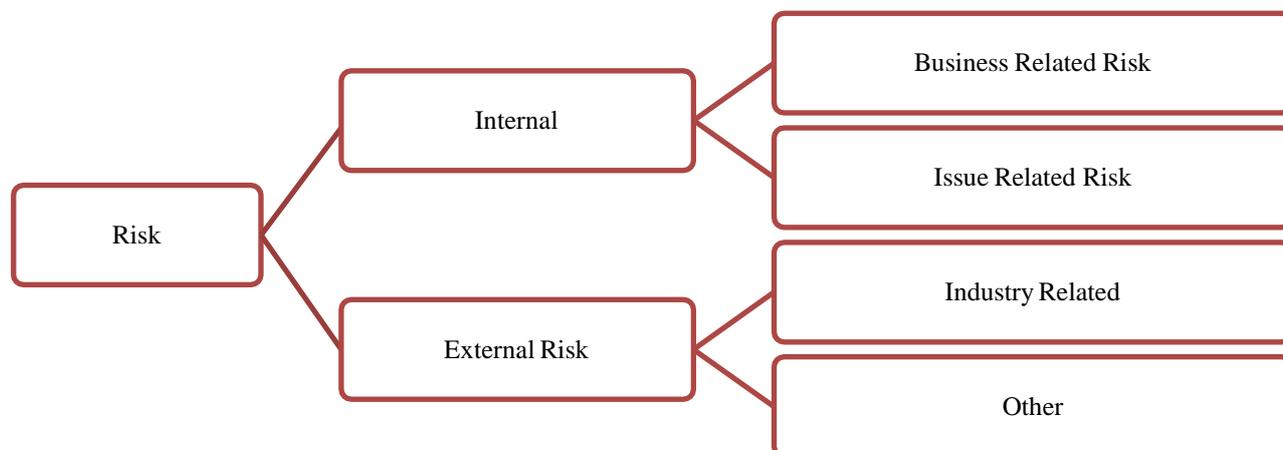 Risk
Internal
Business Related Risk
Issue Related Risk
External Risk
Industry Related
Other